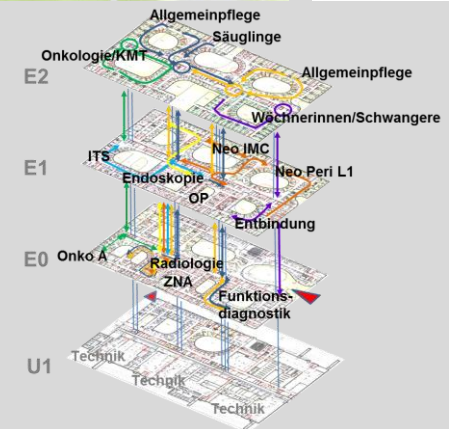 Allgemeinpflege
Säuglinge
Onkologie/KMT
E2
Allgemeinpflege
Wöchnerinnen/Schwangere
E1
ITS
Neo IMC
Endoskopie
Neo Peri L1
OP
Entbindung
E0
Onko A
Radiologie
ZNA
Funktions-
diagnostik
U1
Technik
Technik
Technik